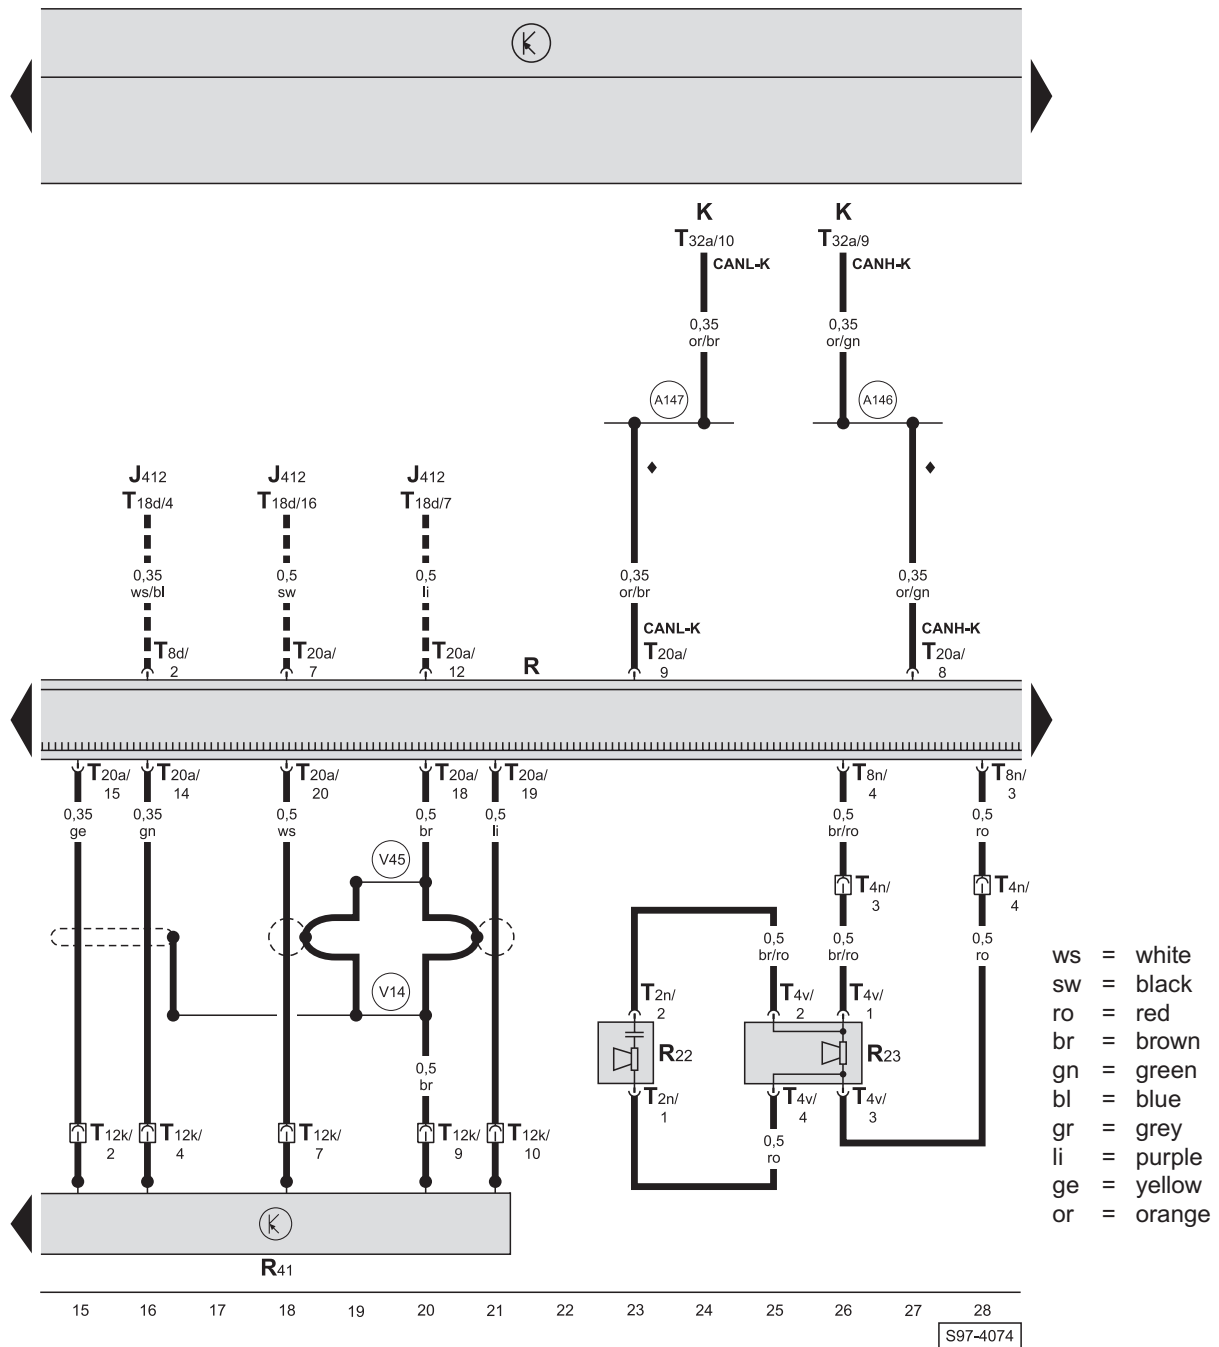 K K
T32a/10 T32a/9
CANL-K CANH-K
0,35 0,35
or/br or/gn
A147 A146
J412 J412 J412
T18d/4 T18d/16 T18d/7
0,35 0,5 0,5 0,35 0,35
ws/bl sw li or/br or/gn
CANL-K CANH-K
T8d/ T20a/ T20a/ R T20a/ T20a/
2 7 12 9 8
T20a/ T20a/ T20a/ T20a/ T20a/ T8n/ T8n/
15 14 20 18 19 4 3
0,35 0,35 0,5 0,5 0,5 0,5 0,5
ge gn ws br li br/ro ro
V45
T4n/ T4n/
3 4
0,5 0,5 0,5
br/ro br/ro ro
V14
T2n/ T4v/ T4v/
2 2 1
R22 R23
0,5
br
T2n/ T4v/ T4v/
1 4 3
T12k/ T12k/ T12k/ T12k/ T12k/
2 4 7 9 10
0,5
ro
R41
15 16 17 18 19 20 21 22 23 24 25 26 27 28
S97-4074
ws = white
sw = black
ro = red
br = brown
gn = green
bl = blue
gr = grey
li = purple
ge = yellow
or = orange